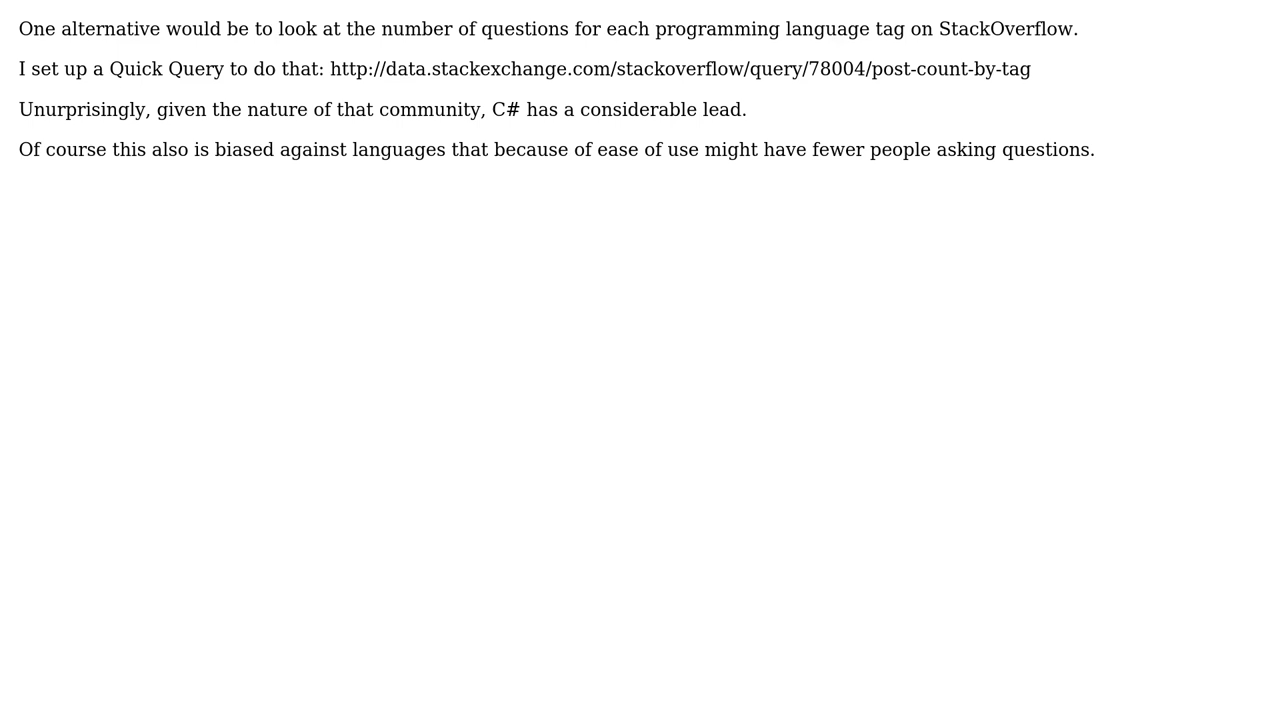 One alternative would be to look at the number of questions for each programming language tag on StackOverflow.
I set up a Quick Query to do that: http://data.stackexchange.com/stackoverflow/query/78004/post-count-by-tag
Unurprisingly, given the nature of that community, C# has a considerable lead.
Of course this also is biased against languages that because of ease of use might have fewer people asking questions.